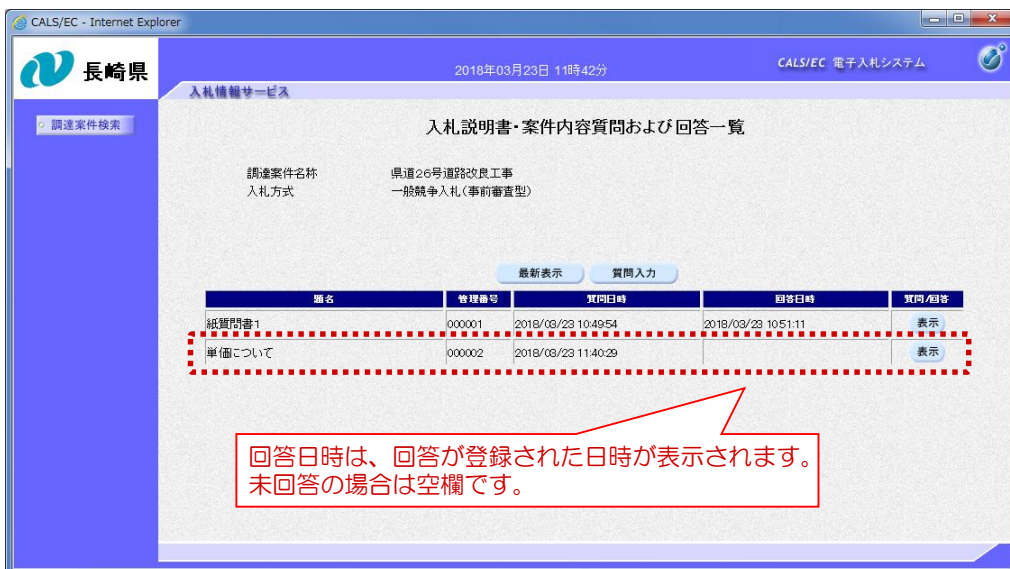 CALS/EC - Internet Explorer
長崎県
2018年03月23日 11時42分
CALS/EC 電子入札システム
入札情報サービス
調達案件検索
入札説明書・案件内容質問および回答一覧
調達案件名称 県道26号道路改良工事
入札方式 一般競争入札(事前審査型)
最新表示 質問入力
題名 管理番号 質問日時 回答日時 質問/回答
紙質問書1 000001 2018/03/23 10:49:54 2018/03/23 10:51:11 表示
単価について 000002 2018/03/23 11:40:29 表示
回答日時は、回答が登録された日時が表示されます。
未回答の場合は空欄です。